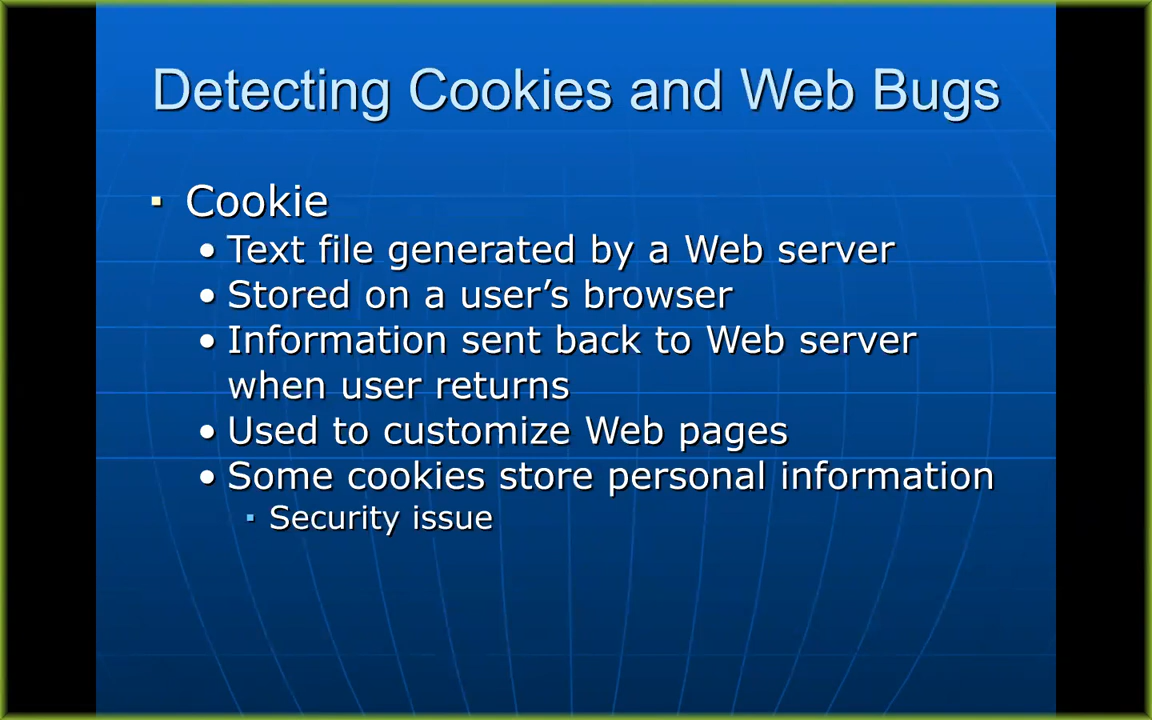 Detecting Cookies and Web Bugs
▪ Cookie
• Text file generated by a Web server
• Stored on a user’s browser
• Information sent back to Web server
when user returns
• Used to customize Web pages
• Some cookies store personal information
▪ Security issue